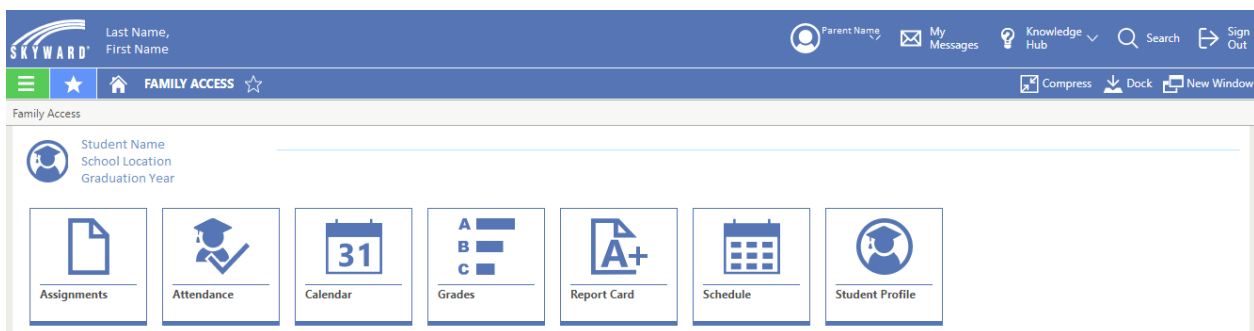 SKYWARD®
Last Name,
First Name
Parent Name
My
Messages
Knowledge
Hub
Search
Sign
Out
FAMILY ACCESS
Compress
Dock
New Window
Family Access
Student Name
School Location
Graduation Year
31
A
B
C
A+
Assignments
Attendance
Calendar
Grades
Report Card
Schedule
Student Profile